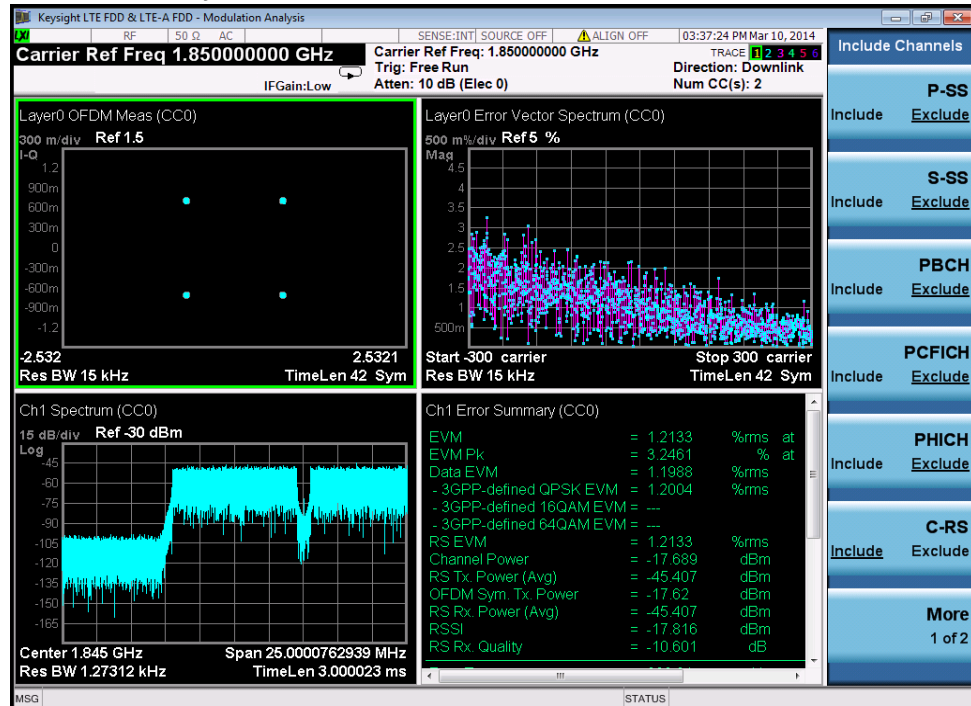 Keysight LTE FDD & LTE-A FDD - Modulation Analysis
LXI RF 50 Ω AC SENSE:INT SOURCE OFF ALIGN OFF 03:37:24 PM Mar 10, 2014
Carrier Ref Freq 1.850000000 GHz
Carrier Ref Freq: 1.850000000 GHz
TRACE 1 2 3 4 5 6
Trig: Free Run
Direction: Downlink
IFGain:Low
Atten: 10 dB (Elec 0)
Num CC(s): 2
Layer0 OFDM Meas (CC0)
300 m/div Ref 1.5
I-Q
1.2
900m
600m
300m
0
-300m
-600m
-900m
-1.2
-2.532 2.5321
Res BW 15 kHz TimeLen 42 Sym
Layer0 Error Vector Spectrum (CC0)
500 m%/div Ref 5 %
Mag
4.5
4
3.5
3
2.5
2
1.5
1
500m
Start -300 carrier Stop 300 carrier
Res BW 15 kHz TimeLen 42 Sym
Ch1 Spectrum (CC0)
15 dB/div Ref -30 dBm
Log
-45
-60
-75
-90
-105
-120
-135
-150
-165
Center 1.845 GHz Span 25.0000762939 MHz
Res BW 1.27312 kHz TimeLen 3.000023 ms
Ch1 Error Summary (CC0)
EVM = 1.2133 %rms at
EVM Pk = 3.2461 % at
Data EVM = 1.1988 %rms
- 3GPP-defined QPSK EVM = 1.2004 %rms
- 3GPP-defined 16QAM EVM = ---
- 3GPP-defined 64QAM EVM = ---
RS EVM = 1.2133 %rms
Channel Power = -17.689 dBm
RS Tx. Power (Avg) = -45.407 dBm
OFDM Sym. Tx. Power = -17.62 dBm
RS Rx. Power (Avg) = -45.407 dBm
RSSI = -17.816 dBm
RS Rx. Quality = -10.601 dB
MSG STATUS
Include Channels
P-SS
Include Exclude
S-SS
Include Exclude
PBCH
Include Exclude
PCFICH
Include Exclude
PHICH
Include Exclude
C-RS
Include Exclude
More
1 of 2